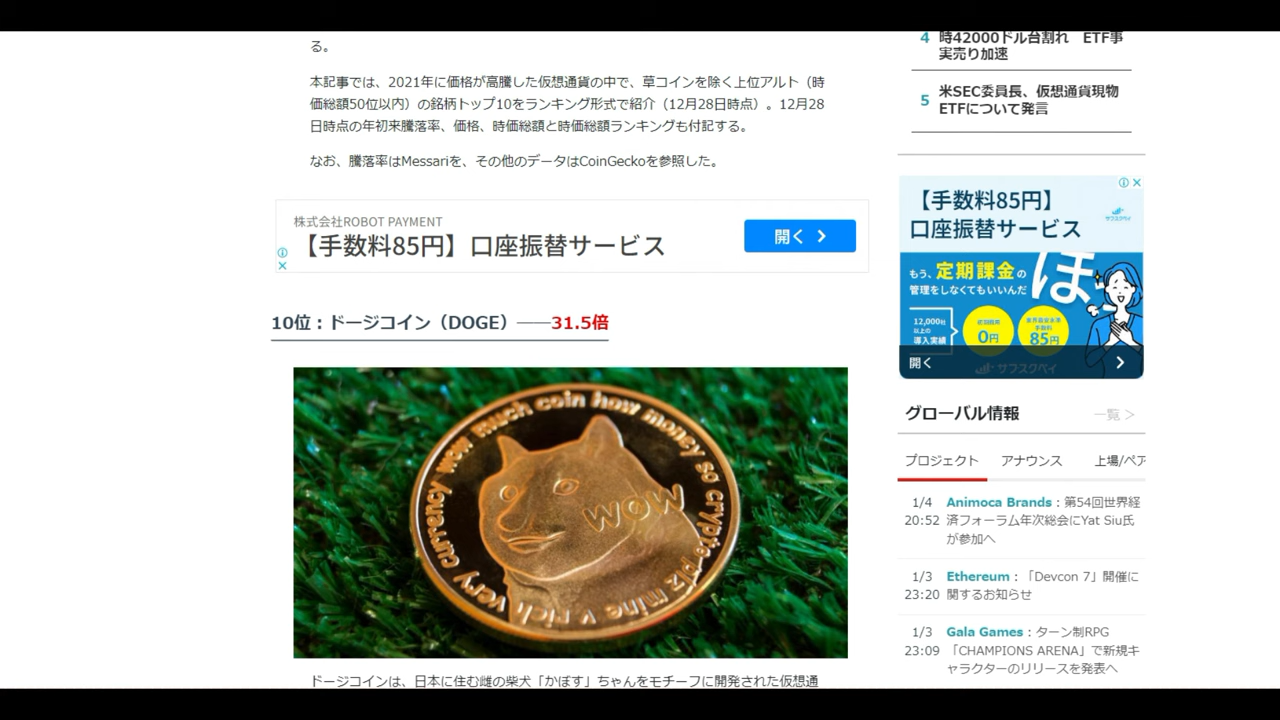 る。
本記事では、2021年に価格が高騰した仮想通貨の中で、草コインを除く上位アルト（時
価総額50位以内）の銘柄トップ10をランキング形式で紹介（12月28日時点）。12月28
日時点の年初来騰落率、価格、時価総額と時価総額ランキングも付記する。
なお、騰落率はMessariを、その他のデータはCoinGeckoを参照した。
株式会社ROBOT PAYMENT
【手数料85円】口座振替サービス
開く
10位：ドージコイン（DOGE）——31.5倍
very currency wow much coin how money so crypto plz mine v rich
wow
ドージコインは、日本に住む雌の柴犬「かぼす」ちゃんをモチーフに開発された仮想通
4 時42000ドル台割れ　ETF事
実売り加速
5 米SEC委員長、仮想通貨現物
ETFについて発言
【手数料85円】
口座振替サービス
もう、定期課金の
管理をしなくてもいいんだ
ほ
12,000社
以上の
導入実績
0円
85円
開く
サブスクペイ
グローバル情報
一覧 >
プロジェクト アナウンス 上場/ペア
1/4
20:52
Animoca Brands：第54回世界経
済フォーラム年次総会にYat Siu氏
が参加へ
1/3
23:20
Ethereum：「Devcon 7」開催に
関するお知らせ
1/3
23:09
Gala Games：ターン制RPG
「CHAMPIONS ARENA」で新規キ
ャラクターのリリースを発表へ